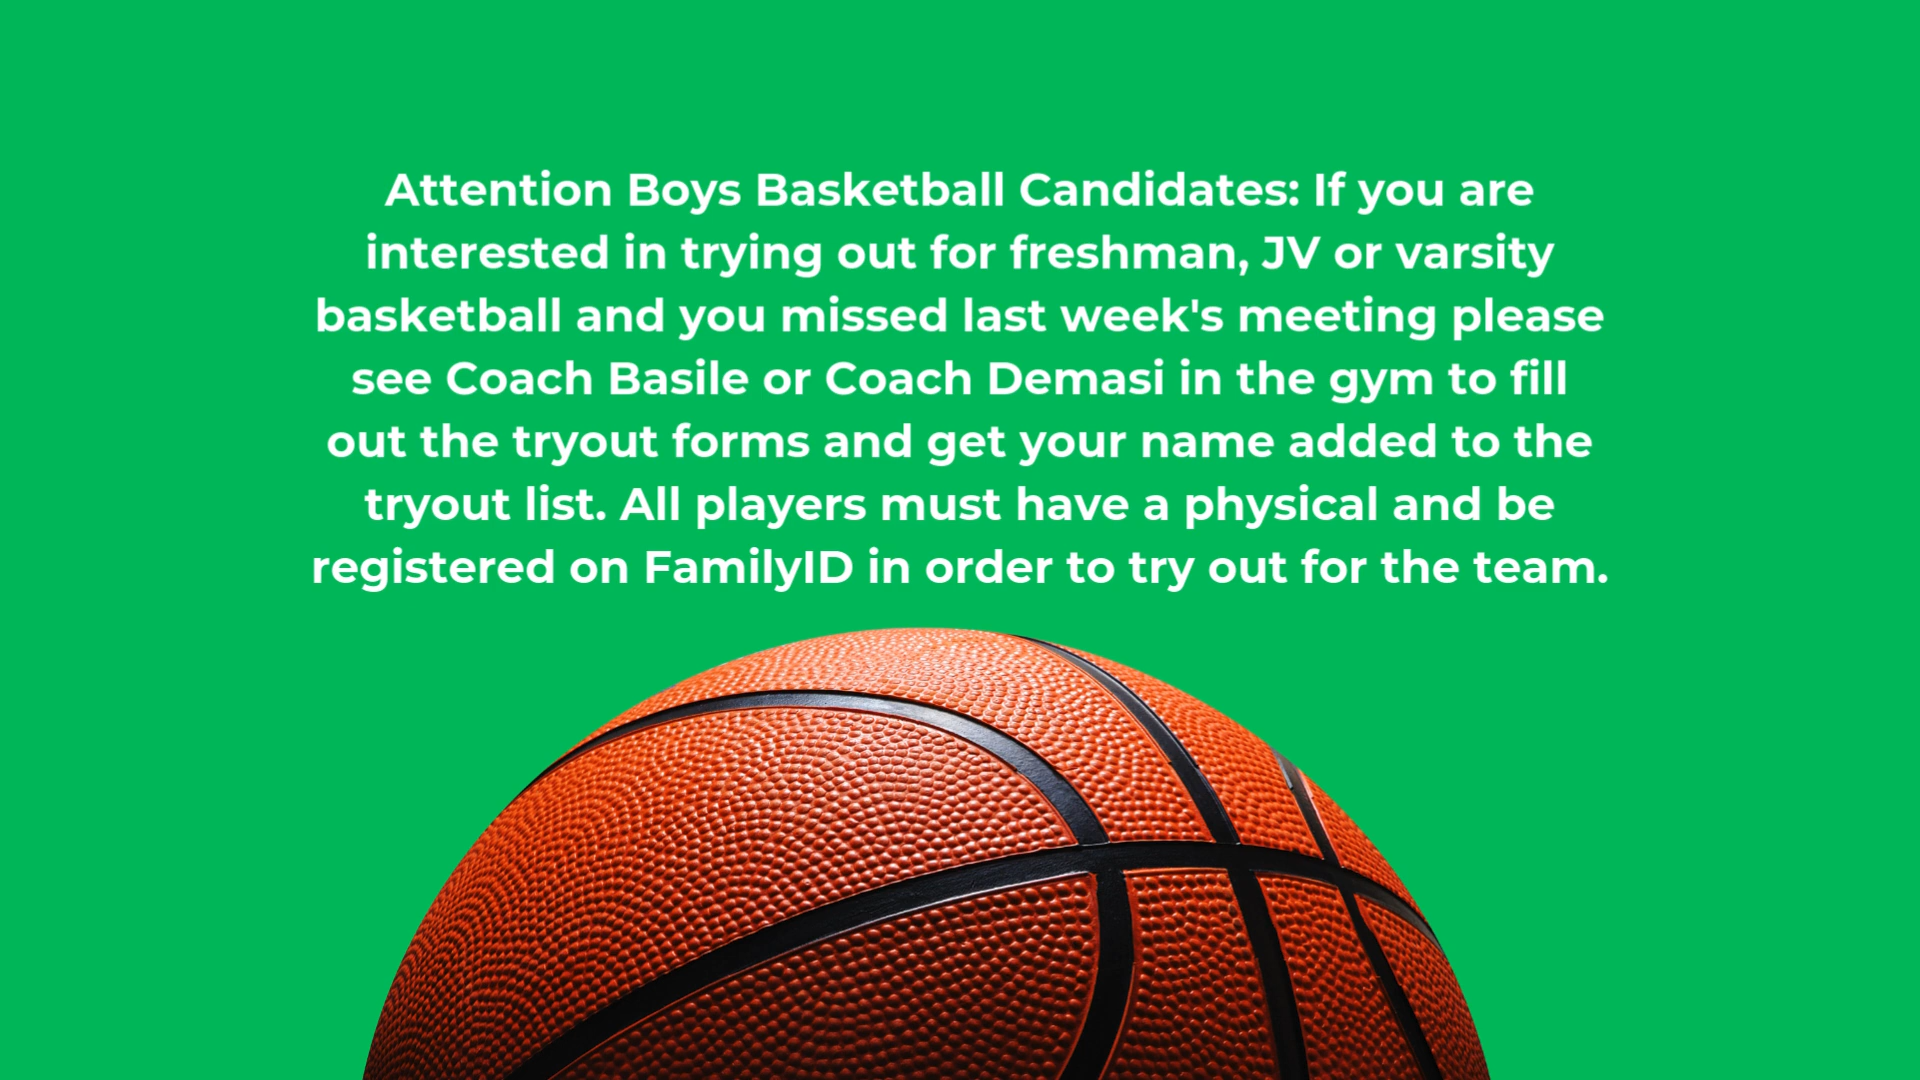 Attention Boys Basketball Candidates: If you are
interested in trying out for freshman, JV or varsity
basketball and you missed last week's meeting please
see Coach Basile or Coach Demasi in the gym to fill
out the tryout forms and get your name added to the
tryout list. All players must have a physical and be
registered on FamilyID in order to try out for the team.